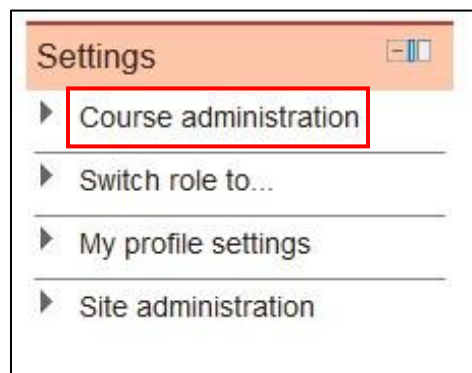 Settings
Course administration
Switch role to...
My profile settings
Site administration